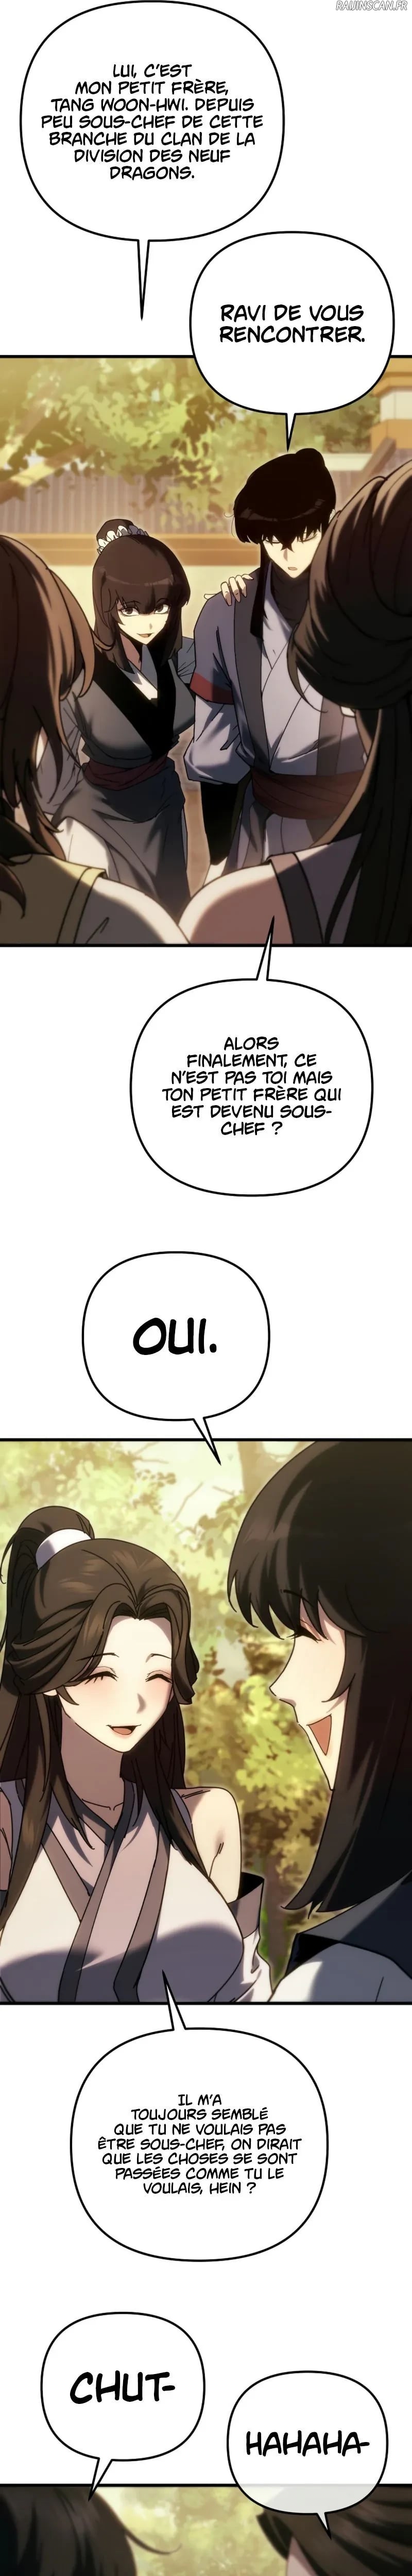 RAIJINSCAN.FR
LUI, C'EST
MON PETIT FRÈRE,
TANG WOON-HWI. DEPUIS
PEU SOUS-CHEF DE CETTE
BRANCHE DU CLAN DE LA
DIVISION DES NEUF
DRAGONS.
RAVI DE VOUS
RENCONTRER.
ALORS
FINALEMENT, CE
N'EST PAS TOI MAIS
TON PETIT FRÈRE QUI
EST DEVENU SOUS-
CHEF ?
OUI.
IL M'A
TOUJOURS SEMBLÉ
QUE TU NE VOULAIS PAS
ÊTRE SOUS-CHEF, ON DIRAIT
QUE LES CHOSES SE SONT
PASSÉES COMME TU LE
VOULAIS, HEIN ?
CHUT-
HAHAHA-